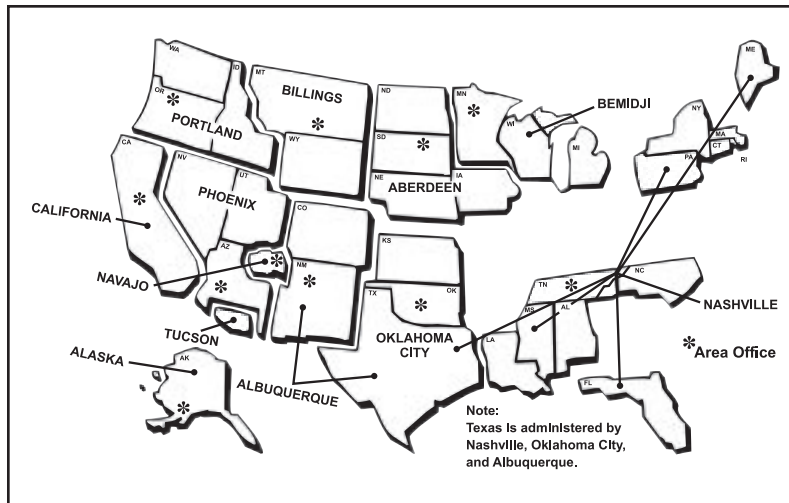 WA
ID
MT
ND
MN
ME
BILLINGS
BEMIDJI
OR
NY
PORTLAND
WI
MA
SD
MI
CT
CA
WY
PA
RI
NV
UT
NE
IA
ABERDEEN
PHOENIX
CO
CALIFORNIA
KS
AZ
NM
NAVAJO
TN
NC
TX
OK
NASHVILLE
MS
AL
TUCSON
OKLAHOMA
CITY
LA
*Area Office
ALASKA
AK
ALBUQUERQUE
FL
Note:
Texas is administered by
Nashville, Oklahoma City,
and Albuquerque.